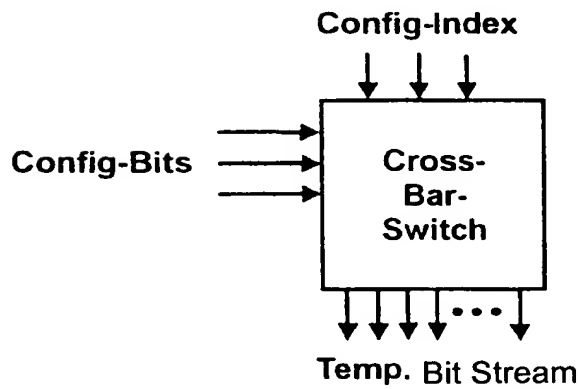 Config-Index
Config-Bits
Cross-
Bar-
Switch
Temp. Bit Stream